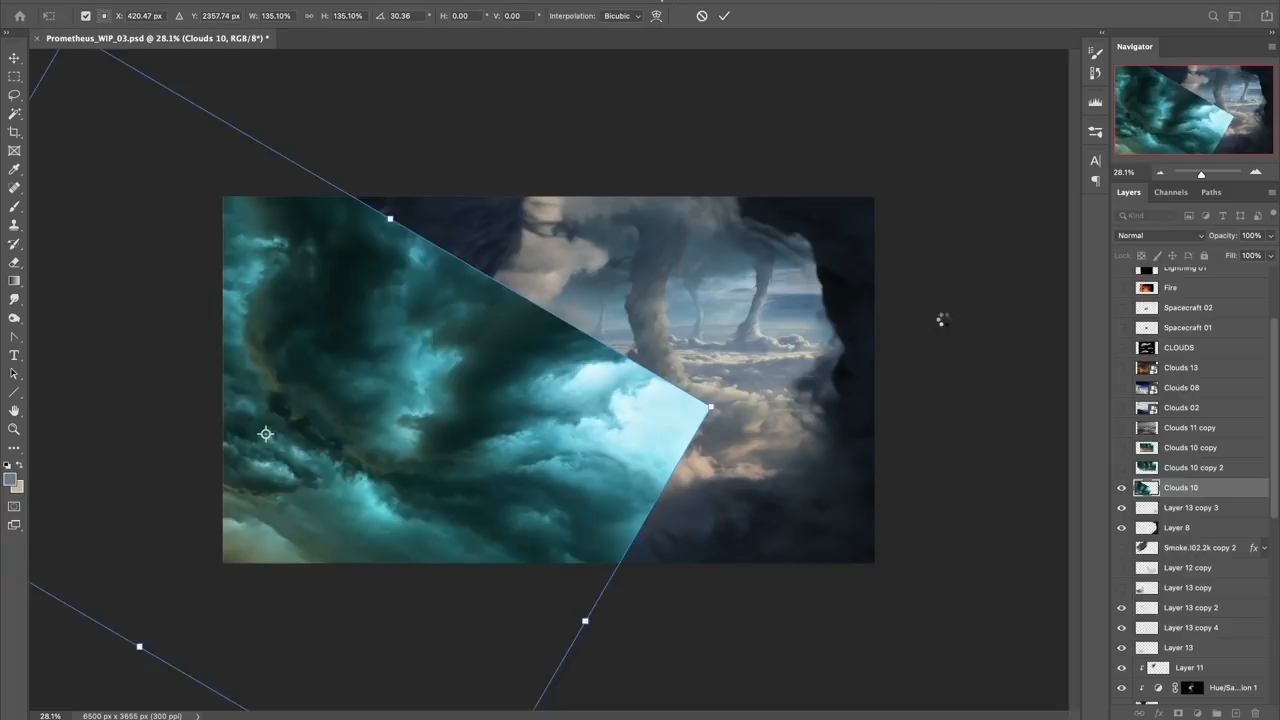 X: 420.47 px Y: 2357.74 px W: 135.10% H: 135.10% 30.36 ° H: 0.00 ° V: 0.00 ° Interpolation: Bicubic
Prometheus_WIP_03.psd @ 28.1% (Clouds 10, RGB/8*) *
Navigator
28.1%
Layers Channels Paths
Kind
Normal Opacity: 100%
Lock: Fill: 100%
Lightning 01
Fire
Spacecraft 02
Spacecraft 01
CLOUDS
Clouds 13
Clouds 08
Clouds 02
Clouds 11 copy
Clouds 10 copy
Clouds 10 copy 2
Clouds 10
Layer 13 copy 3
Layer 8
Smoke.I02.2k copy 2 fx
Layer 12 copy
Layer 13 copy
Layer 13 copy 2
Layer 13 copy 4
Layer 13
Layer 11
Hue/Sa...ion 1
28.1% 6500 px x 3655 px (300 ppi)